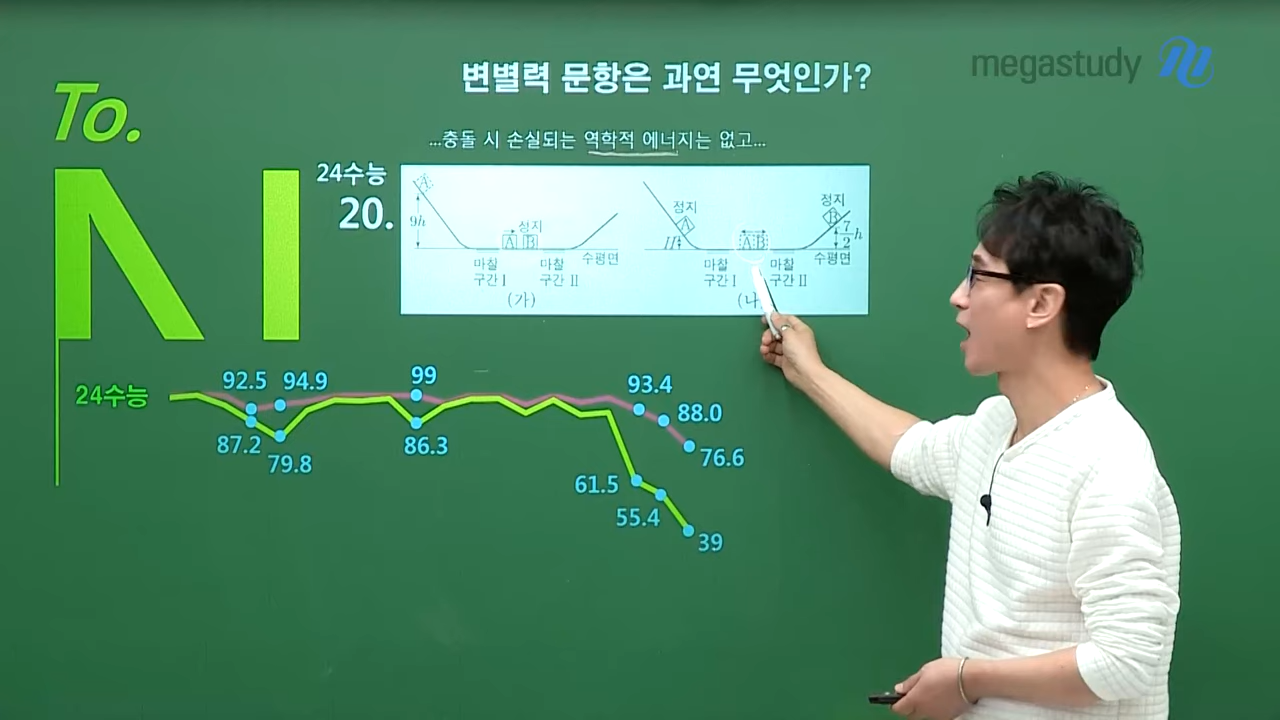 변별력 문항은 과연 무엇인가?
megastudy
To.
...충돌 시 손실되는 역학적 에너지는 없고...
24수능
20.
A
9h
정지
A B
마찰
구간 I
마찰
구간 II
수평면
(가)
정지
A
H
A B
정지
B
7/2 h
마찰
구간 I
마찰
구간 II
수평면
(나)
N I
24수능
92.5
94.9
99
93.4
88.0
76.6
87.2
79.8
86.3
61.5
55.4
39